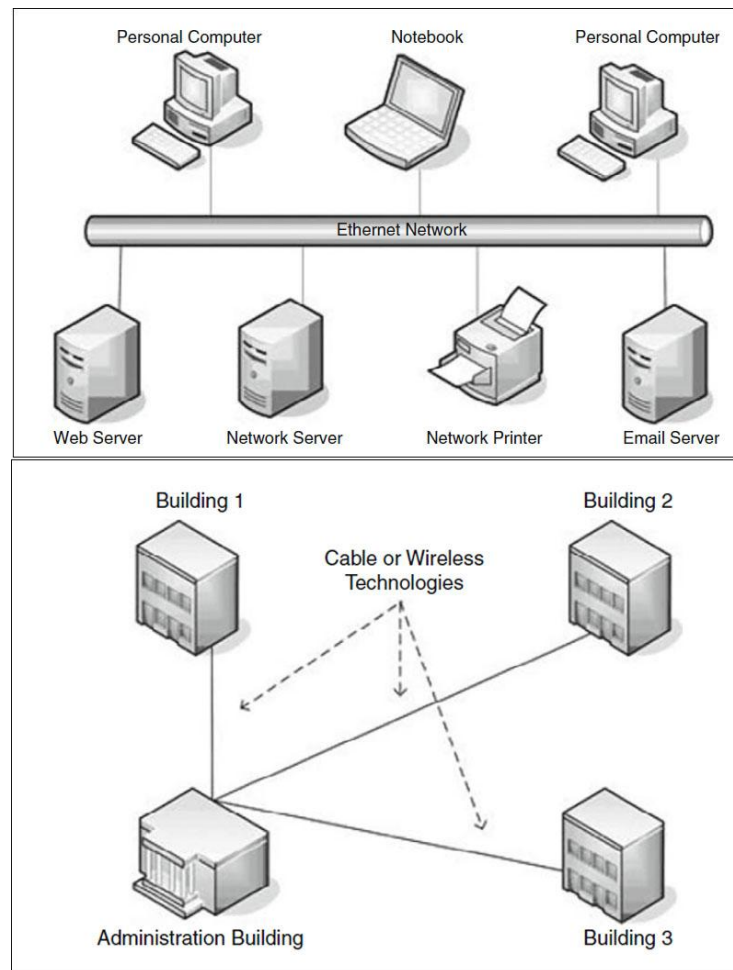 Personal Computer
Notebook
Personal Computer
Ethernet Network
Web Server
Network Server
Network Printer
Email Server
Building 1
Building 2
Cable or Wireless
Technologies
Administration Building
Building 3